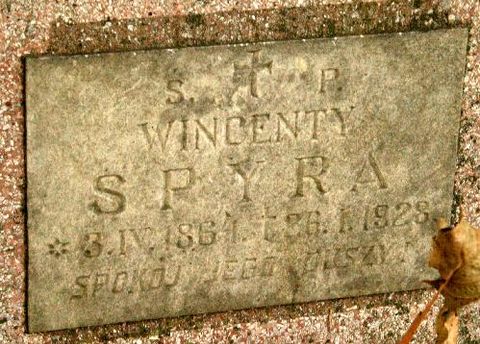 S. P.
WINCENTY
SPYRA
* 3.IV.1864. †26.I.1928.
SPOKÓJ JEGO DUSZY